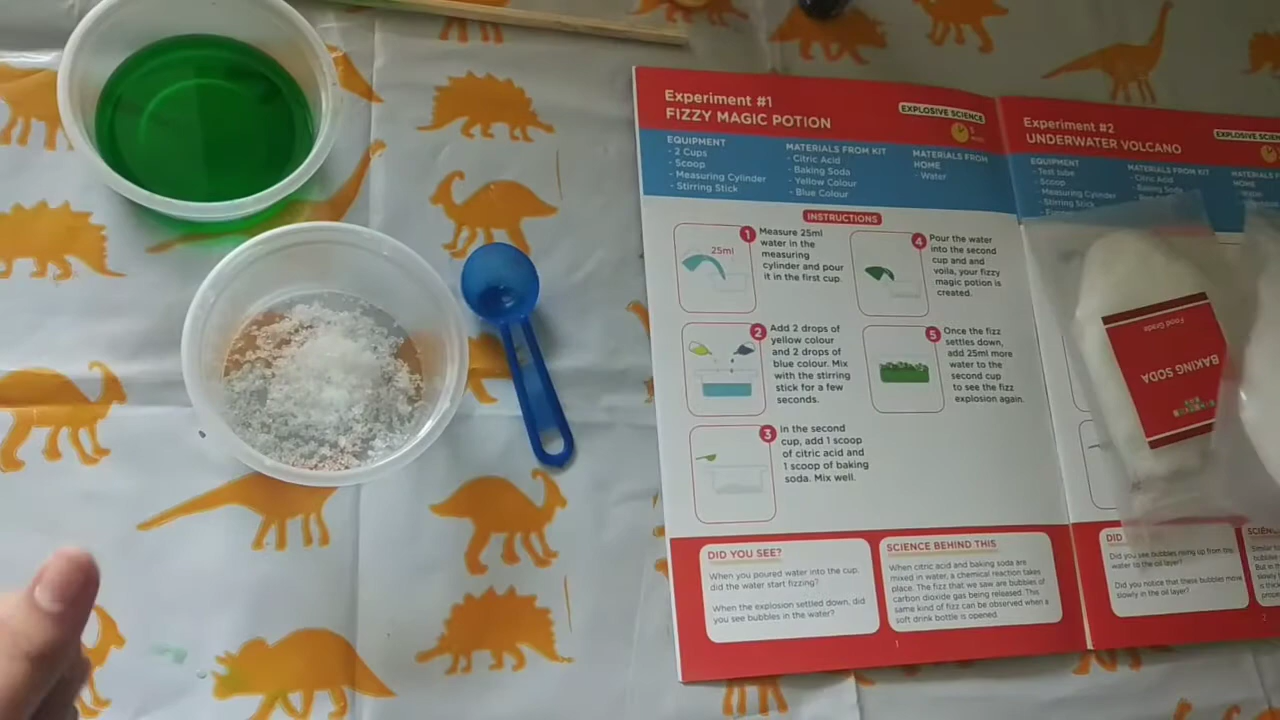 Experiment #1
FIZZY MAGIC POTION
EXPLOSIVE SCIENCE
EQUIPMENT
- 2 Cups
- Scoop
- Measuring Cylinder
- Stirring Stick
MATERIALS FROM KIT
- Citric Acid
- Baking Soda
- Yellow Colour
- Blue Colour
MATERIALS FROM
HOME
- Water
INSTRUCTIONS
1
25ml
Measure 25ml
water in the
measuring
cylinder and pour
it in the first cup.
2
Add 2 drops of
yellow colour
and 2 drops of
blue colour. Mix
with the stirring
stick for a few
seconds.
3
In the second
cup, add 1 scoop
of citric acid and
1 scoop of baking
soda. Mix well.
4
Pour the water
into the second
cup and and
voila, your fizzy
magic potion is
created.
5
Once the fizz
settles down,
add 25ml more
water to the
second cup
to see the fizz
explosion again.
DID YOU SEE?
When you poured water into the cup,
did the water start fizzing?
When the explosion settled down, did
you see bubbles in the water?
SCIENCE BEHIND THIS
When citric acid and baking soda are
mixed in water, a chemical reaction takes
place. The fizz that we saw are bubbles of
carbon dioxide gas being released. This
same kind of fizz can be observed when a
soft drink bottle is opened.
1
Experiment #2
UNDERWATER VOLCANO
EXPLOSIVE
EQUIPMENT
- Test tube
- Scoop
- Measuring Cylinder
- Stirring Stick
MATERIALS FROM KIT
- Citric Acid
- Baking Soda
HOME
Food Grade
BAKING SODA
DID
Did you see bubbles rising up from the
water to the oil layer?
Did you notice that these bubbles move
slowly in the oil layer?
2